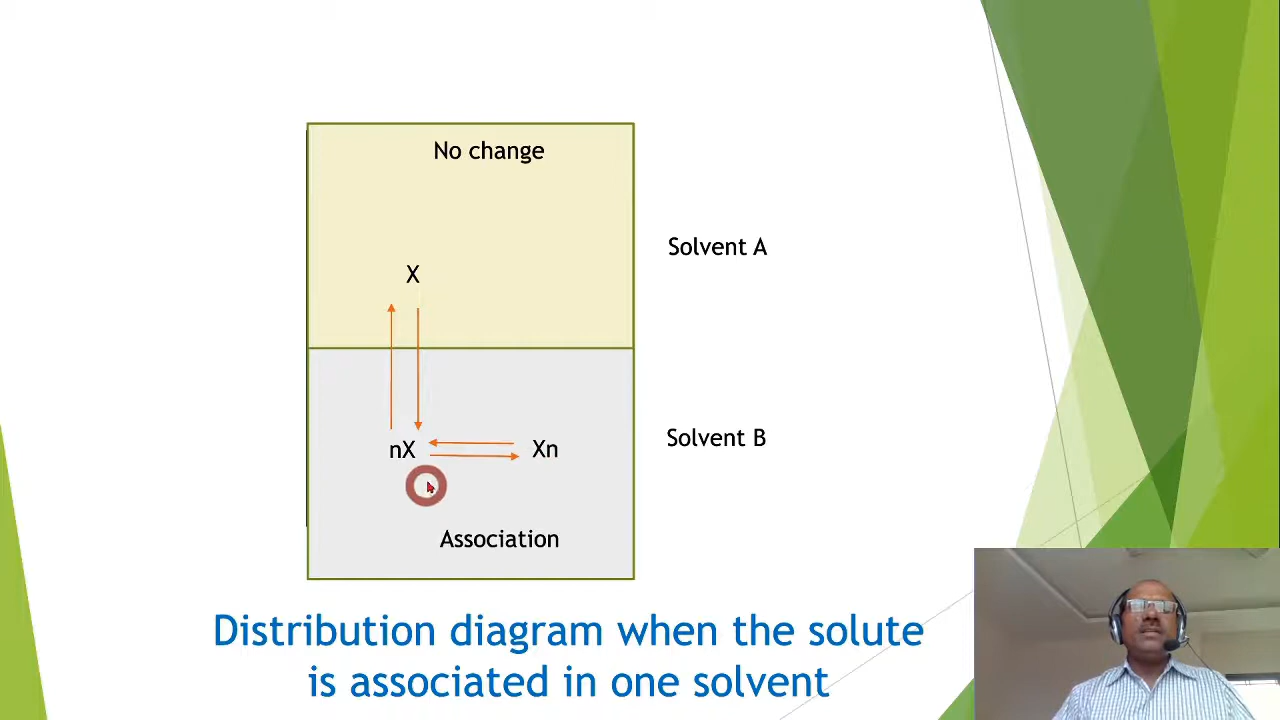 No change
Solvent A
X
Solvent B
nX
Xn
Association
Distribution diagram when the solute
is associated in one solvent